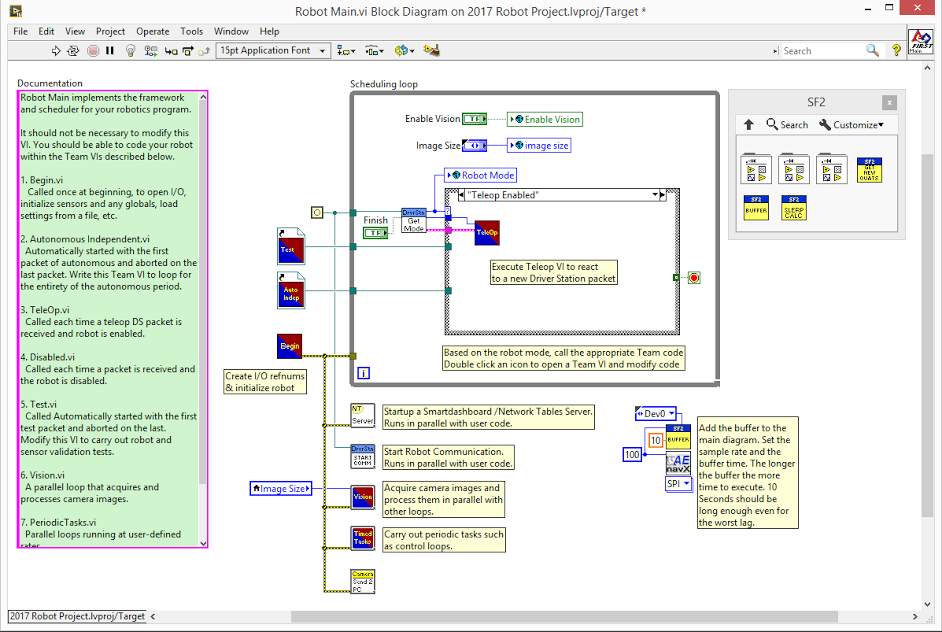 Robot Main.vi Block Diagram on 2017 Robot Project.lvproj/Target *
File Edit View Project Operate Tools Window Help
15pt Application Font
Search
FIRST
Main
Documentation
Robot Main implements the framework
and scheduler for your robotics program.
It should not be necessary to modify this
VI. You should be able to code your robot
within the Team VIs described below.
1. Begin.vi
Called once at beginning, to open I/O,
initialize sensors and any globals, load
settings from a file, etc.
2. Autonomous Independent.vi
Automatically started with the first
packet of autonomous and aborted on the
last packet. Write this Team VI to loop for
the entirety of the autonomous period.
3. TeleOp.vi
Called each time a teleop DS packet is
received and robot is enabled.
4. Disabled.vi
Called each time a packet is received and
the robot is disabled.
5. Test.vi
Called Automatically started with the first
test packet and aborted on the last.
Modify this VI to carry out robot and
sensor validation tests.
6. Vision.vi
A parallel loop that acquires and
processes camera images.
7. PeriodicTasks.vi
Parallel loops running at user-defined
rates.
Scheduling loop
Enable Vision
TF
Enable Vision
Image Size
image size
Robot Mode
"Teleop Enabled"
Finish
TF
DrvrSts
Get
Mode
TeleOp
Test
Auto
Indep
Begin
Execute Teleop VI to react
to a new Driver Station packet
Based on the robot mode, call the appropriate Team code
Double click an icon to open a Team VI and modify code
i
Create I/O refnums
& initialize robot
NT
Server
Startup a Smartdashboard /Network Tables Server.
Runs in parallel with user code.
DrvrSts
START
COMM
Start Robot Communication.
Runs in parallel with user code.
Image Size
Vision
Acquire camera images and
process them in parallel with
other loops.
Timed
Tasks
Carry out periodic tasks such
as control loops.
Camera
Send 2
PC
Dev0
SF2
BUFFER
10
100
navX
SPI
Add the buffer to the
main diagram. Set the
sample rate and the
buffer time. The longer
the buffer the more
time to execute. 10
Seconds should be
long enough even for
the worst lag.
SF2
Search Customize
SF2
GET
NEW
QUATS
SF2
BUFFER
SF2
SLERP
CALC
2017 Robot Project.lvproj/Target